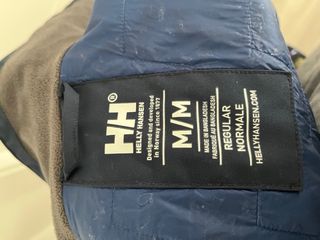 HH®
HELLY HANSEN
Designed and developed
in Norway since 1877
M/M
MADE IN BANGLADESH
FABRIQUÉ AU BANGLADESH
REGULAR
NORMALE
HELLYHANSEN.COM